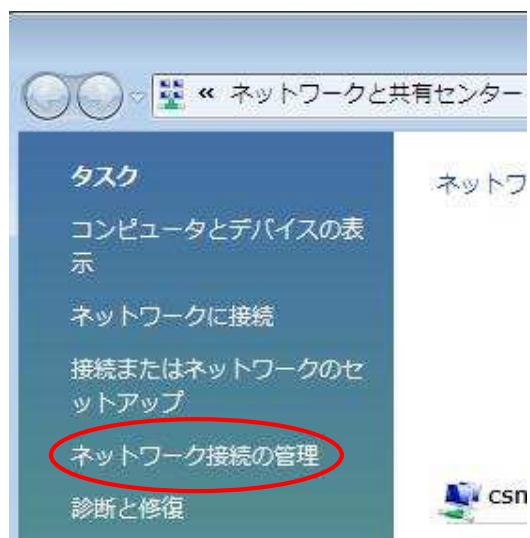 « ネットワークと共有センター
タスク
ネットワ
コンピュータとデバイスの表
示
ネットワークに接続
接続またはネットワークのセ
ットアップ
ネットワーク接続の管理
診断と修復
csn